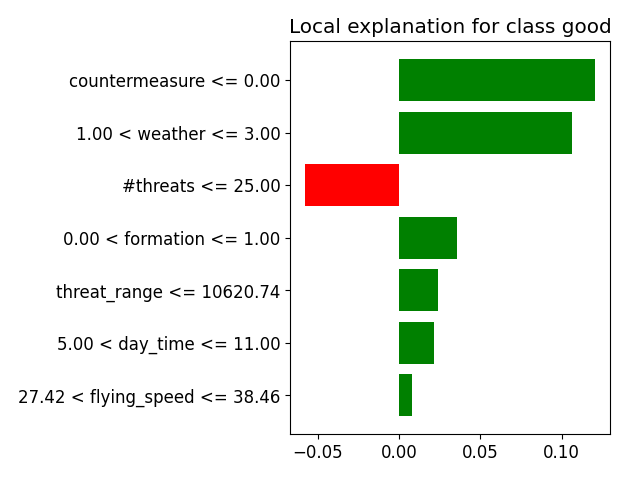 Local explanation for class good
countermeasure <= 0.00
1.00 < weather <= 3.00
#threats <= 25.00
0.00 < formation <= 1.00
threat_range <= 10620.74
5.00 < day_time <= 11.00
27.42 < flying_speed <= 38.46
−0.05 0.00 0.05 0.10